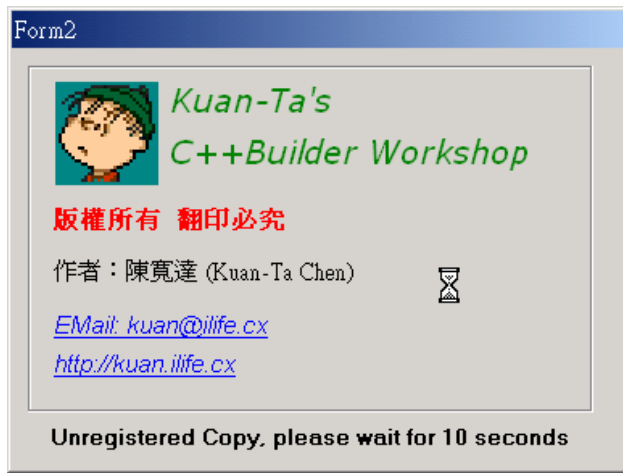 Form2
Kuan-Ta's
C++Builder Workshop
版權所有 翻印必究
作者：陳寬達 (Kuan-Ta Chen)
EMail: kuan@ilife.cx
http://kuan.ilife.cx
Unregistered Copy, please wait for 10 seconds